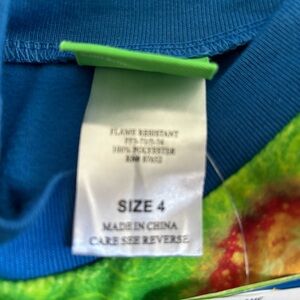 FLAME RESISTANT
100% POLYESTER
SIZE 4
MADE IN CHINA
CARE SEE REVERSE